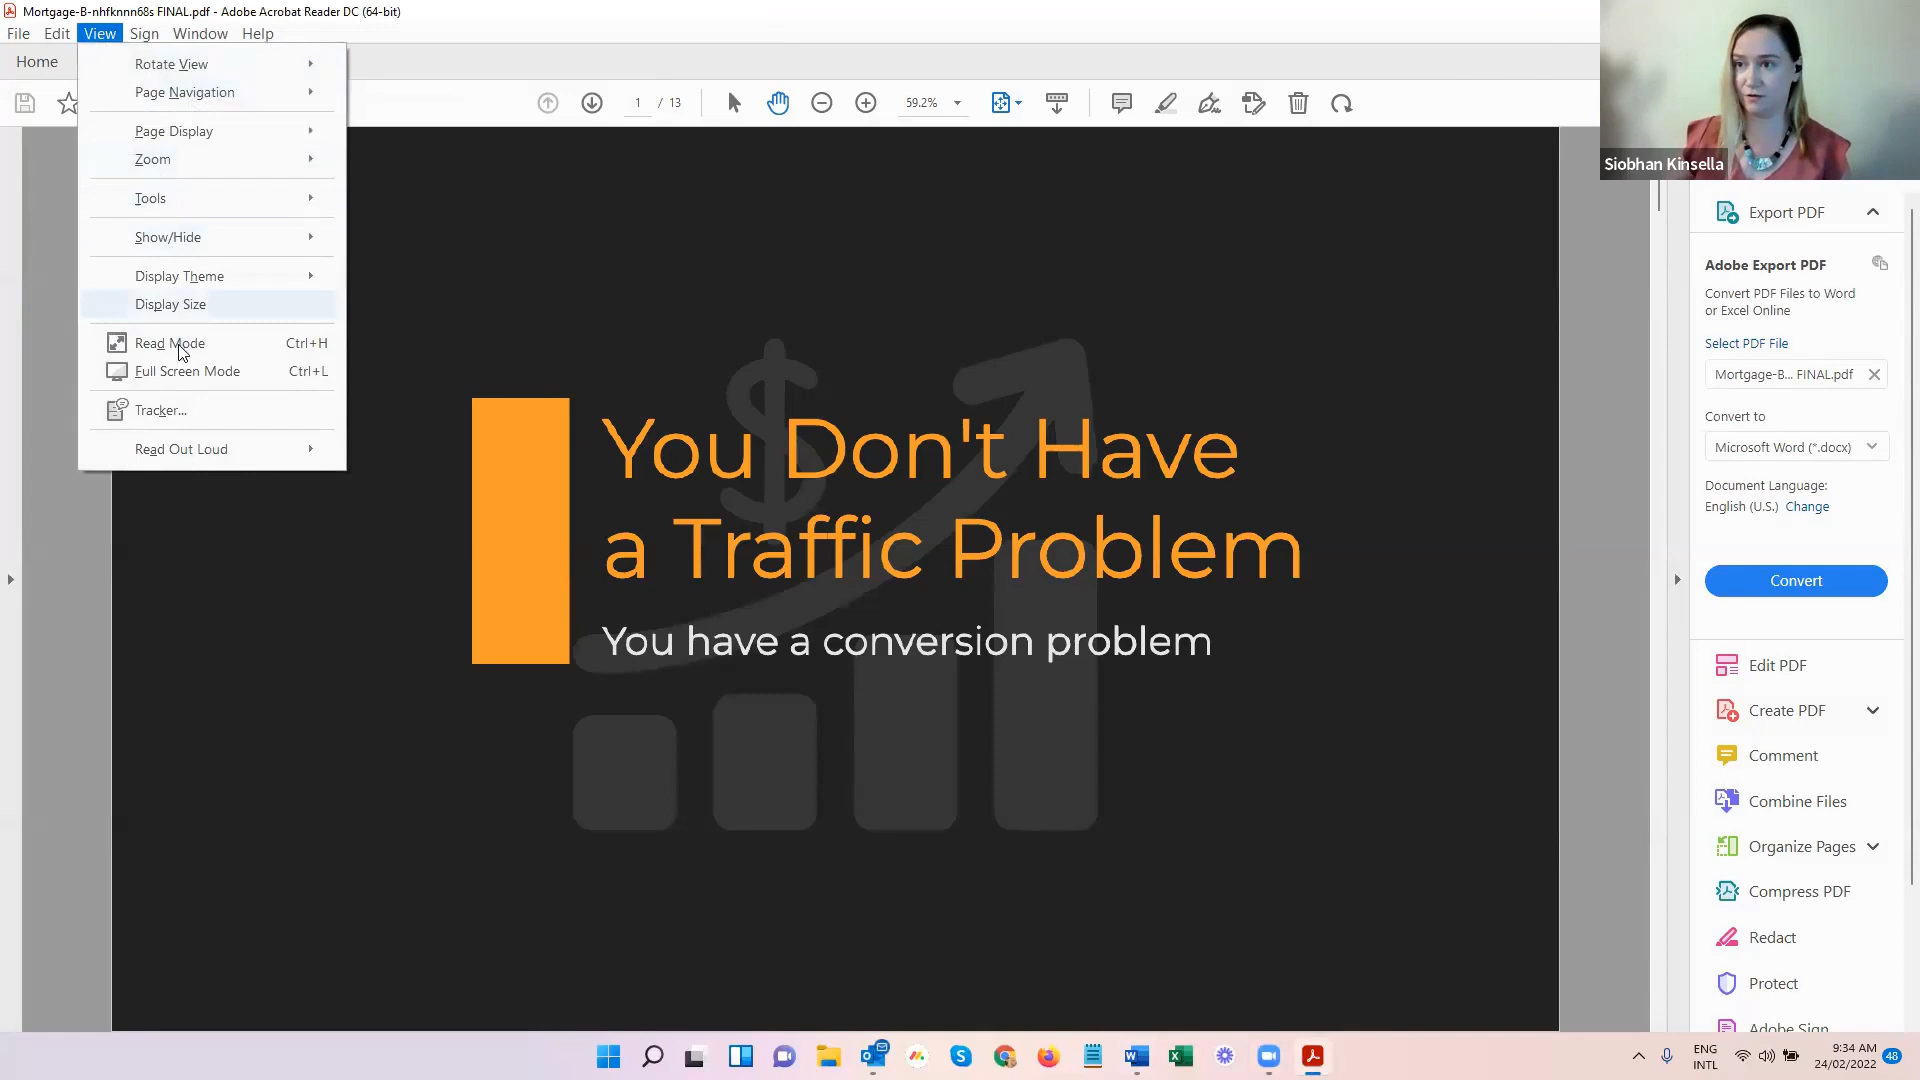 Mortgage-B-nhfknnn68s FINAL.pdf - Adobe Acrobat Reader DC (64-bit)
File Edit View Sign Window Help
Home
1 / 13
59.2%
Rotate View
Page Navigation
Page Display
Zoom
Tools
Show/Hide
Display Theme
Display Size
Read Mode Ctrl+H
Full Screen Mode Ctrl+L
Tracker...
Read Out Loud
You Don't Have
a Traffic Problem
You have a conversion problem
Siobhan Kinsella
Export PDF
Adobe Export PDF
Convert PDF Files to Word
or Excel Online
Select PDF File
Mortgage-B... FINAL.pdf
Convert to
Microsoft Word (*.docx)
Document Language:
English (U.S.) Change
Convert
Edit PDF
Create PDF
Comment
Combine Files
Organize Pages
Compress PDF
Redact
Protect
Adobe Sign
ENG
INTL
9:34 AM
24/02/2022
48